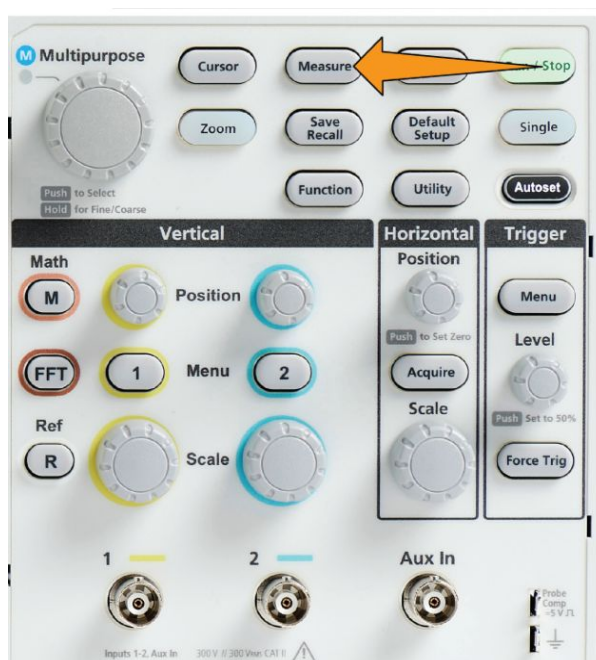 M Multipurpose
Cursor
Measure
/ Stop
Zoom
Save
Recall
Default
Setup
Single
Push to Select
Hold for Fine/Coarse
Function
Utility
Autoset
Vertical
Horizontal
Trigger
Math
M
Position
Position
Push to Set Zero
Menu
Level
FFT
1
Menu
2
Acquire
Push Set to 50%
Ref
R
Scale
Scale
Force Trig
1
2
Aux In
Probe
Comp
~5 V
Inputs 1-2, Aux In
300 V // 300 Vrms CAT II